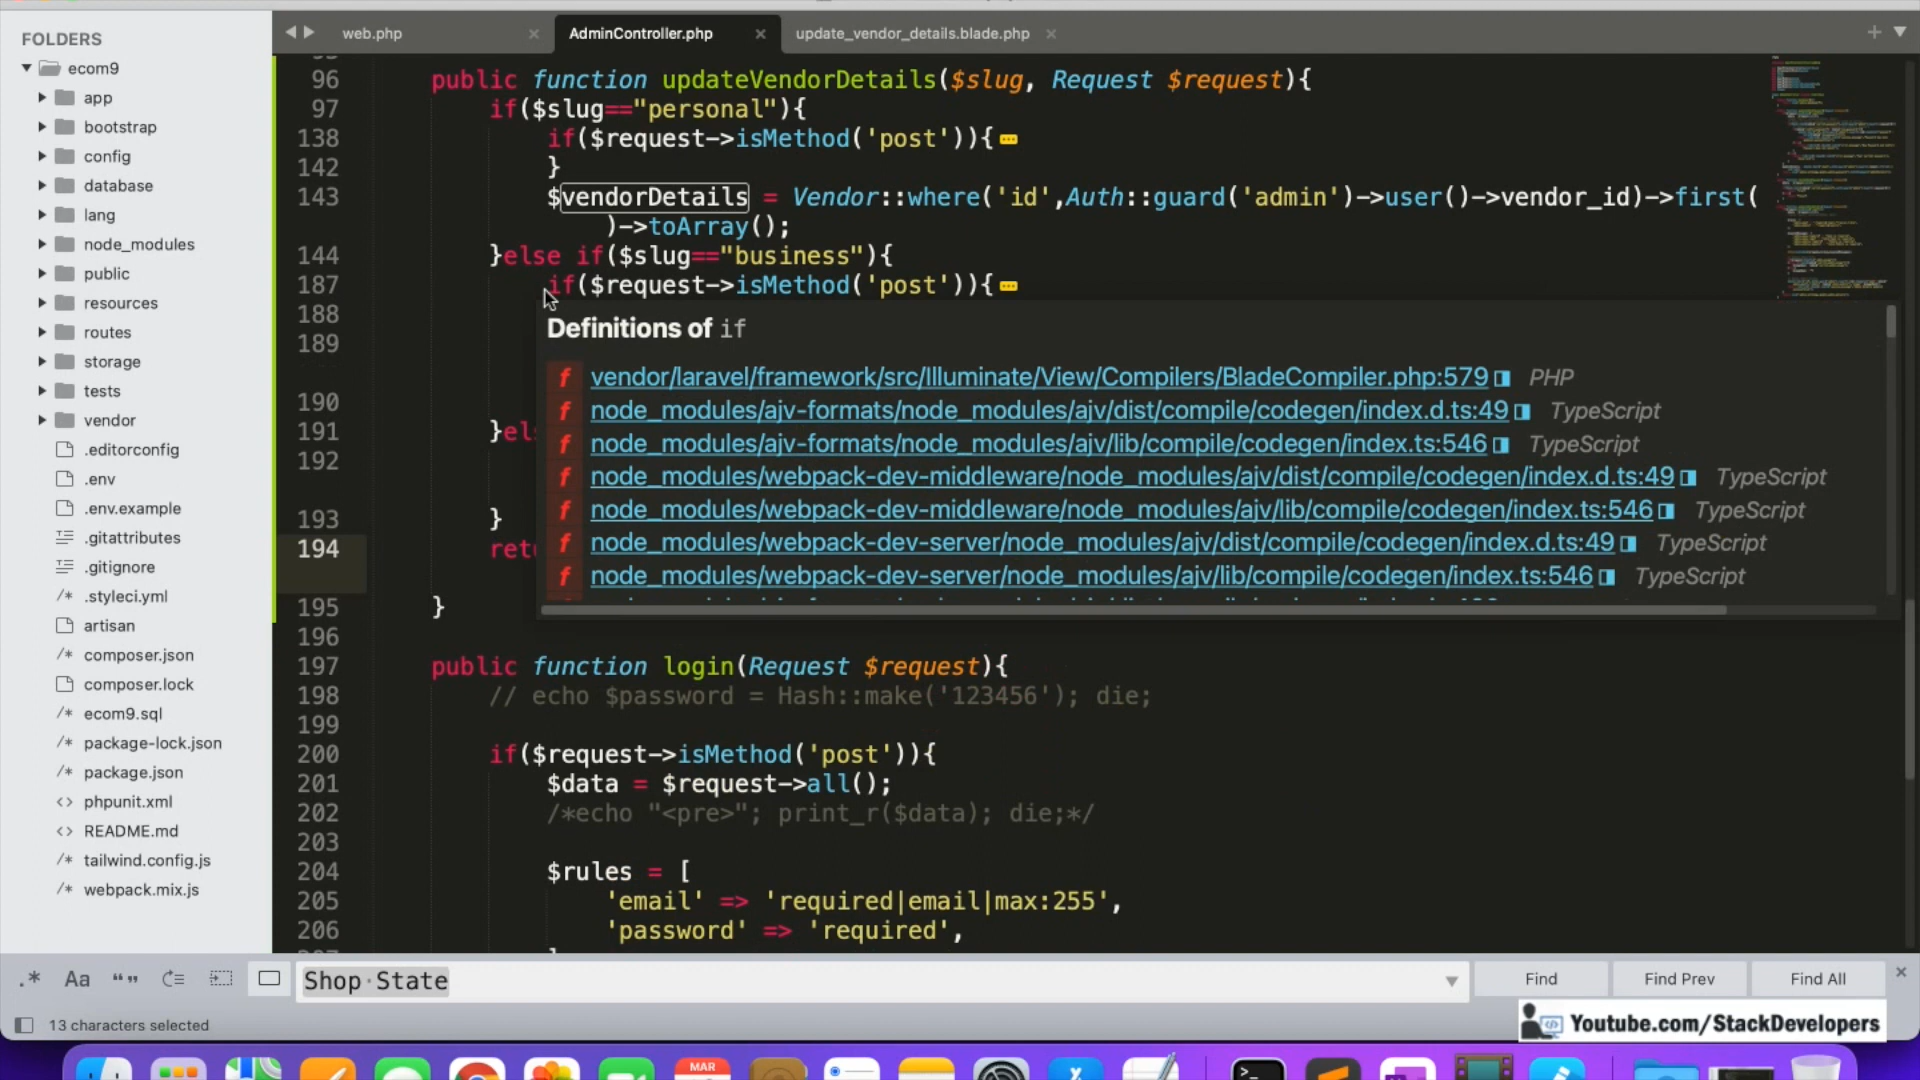 FOLDERS
ecom9
app
bootstrap
config
database
lang
node_modules
public
resources
routes
storage
tests
vendor
.editorconfig
.env
.env.example
.gitattributes
.gitignore
.styleci.yml
artisan
composer.json
composer.lock
ecom9.sql
package-lock.json
package.json
phpunit.xml
README.md
tailwind.config.js
webpack.mix.js
web.php
AdminController.php
update_vendor_details.blade.php
96 public function updateVendorDetails($slug, Request $request){
97 if($slug=="personal"){
138 if($request->isMethod('post')){
142 }
143 $vendorDetails = Vendor::where('id',Auth::guard('admin')->user()->vendor_id)->first(
)->toArray();
144 }else if($slug=="business"){
187 if($request->isMethod('post')){
188
189
190
191 }els
192
193 }
194 retu
195 }
196
197 public function login(Request $request){
198 // echo $password = Hash::make('123456'); die;
199
200 if($request->isMethod('post')){
201 $data = $request->all();
202 /*echo "<pre>"; print_r($data); die;*/
203
204 $rules = [
205 'email' => 'required|email|max:255',
206 'password' => 'required',
Definitions of if
f vendor/laravel/framework/src/Illuminate/View/Compilers/BladeCompiler.php:579 PHP
f node_modules/ajv-formats/node_modules/ajv/dist/compile/codegen/index.d.ts:49 TypeScript
f node_modules/ajv-formats/node_modules/ajv/lib/compile/codegen/index.ts:546 TypeScript
f node_modules/webpack-dev-middleware/node_modules/ajv/dist/compile/codegen/index.d.ts:49 TypeScript
f node_modules/webpack-dev-middleware/node_modules/ajv/lib/compile/codegen/index.ts:546 TypeScript
f node_modules/webpack-dev-server/node_modules/ajv/dist/compile/codegen/index.d.ts:49 TypeScript
f node_modules/webpack-dev-server/node_modules/ajv/lib/compile/codegen/index.ts:546 TypeScript
.* Aa “” Shop State Find Find Prev Find All
13 characters selected
Youtube.com/StackDevelopers
MAR